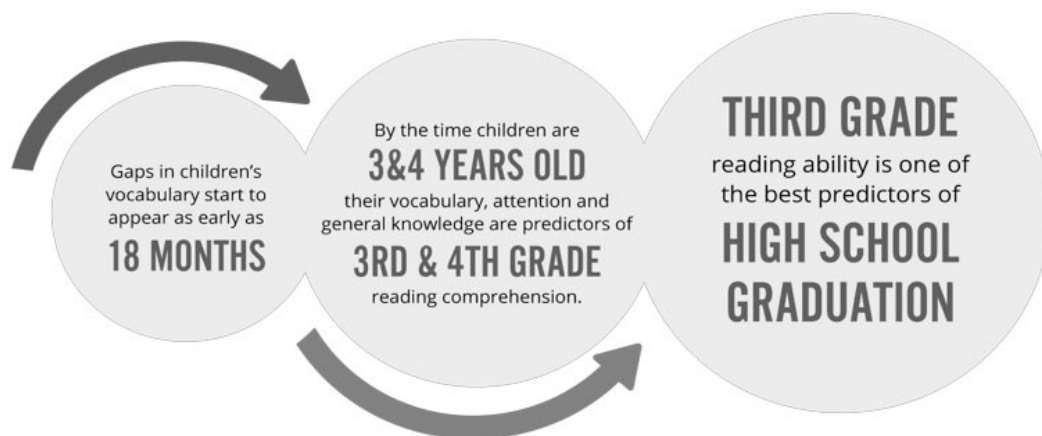 Gaps in children's
vocabulary start to
appear as early as
18 MONTHS
By the time children are
3&4 YEARS OLD
their vocabulary, attention and
general knowledge are predictors of
3RD & 4TH GRADE
reading comprehension.
THIRD GRADE
reading ability is one of
the best predictors of
HIGH SCHOOL
GRADUATION